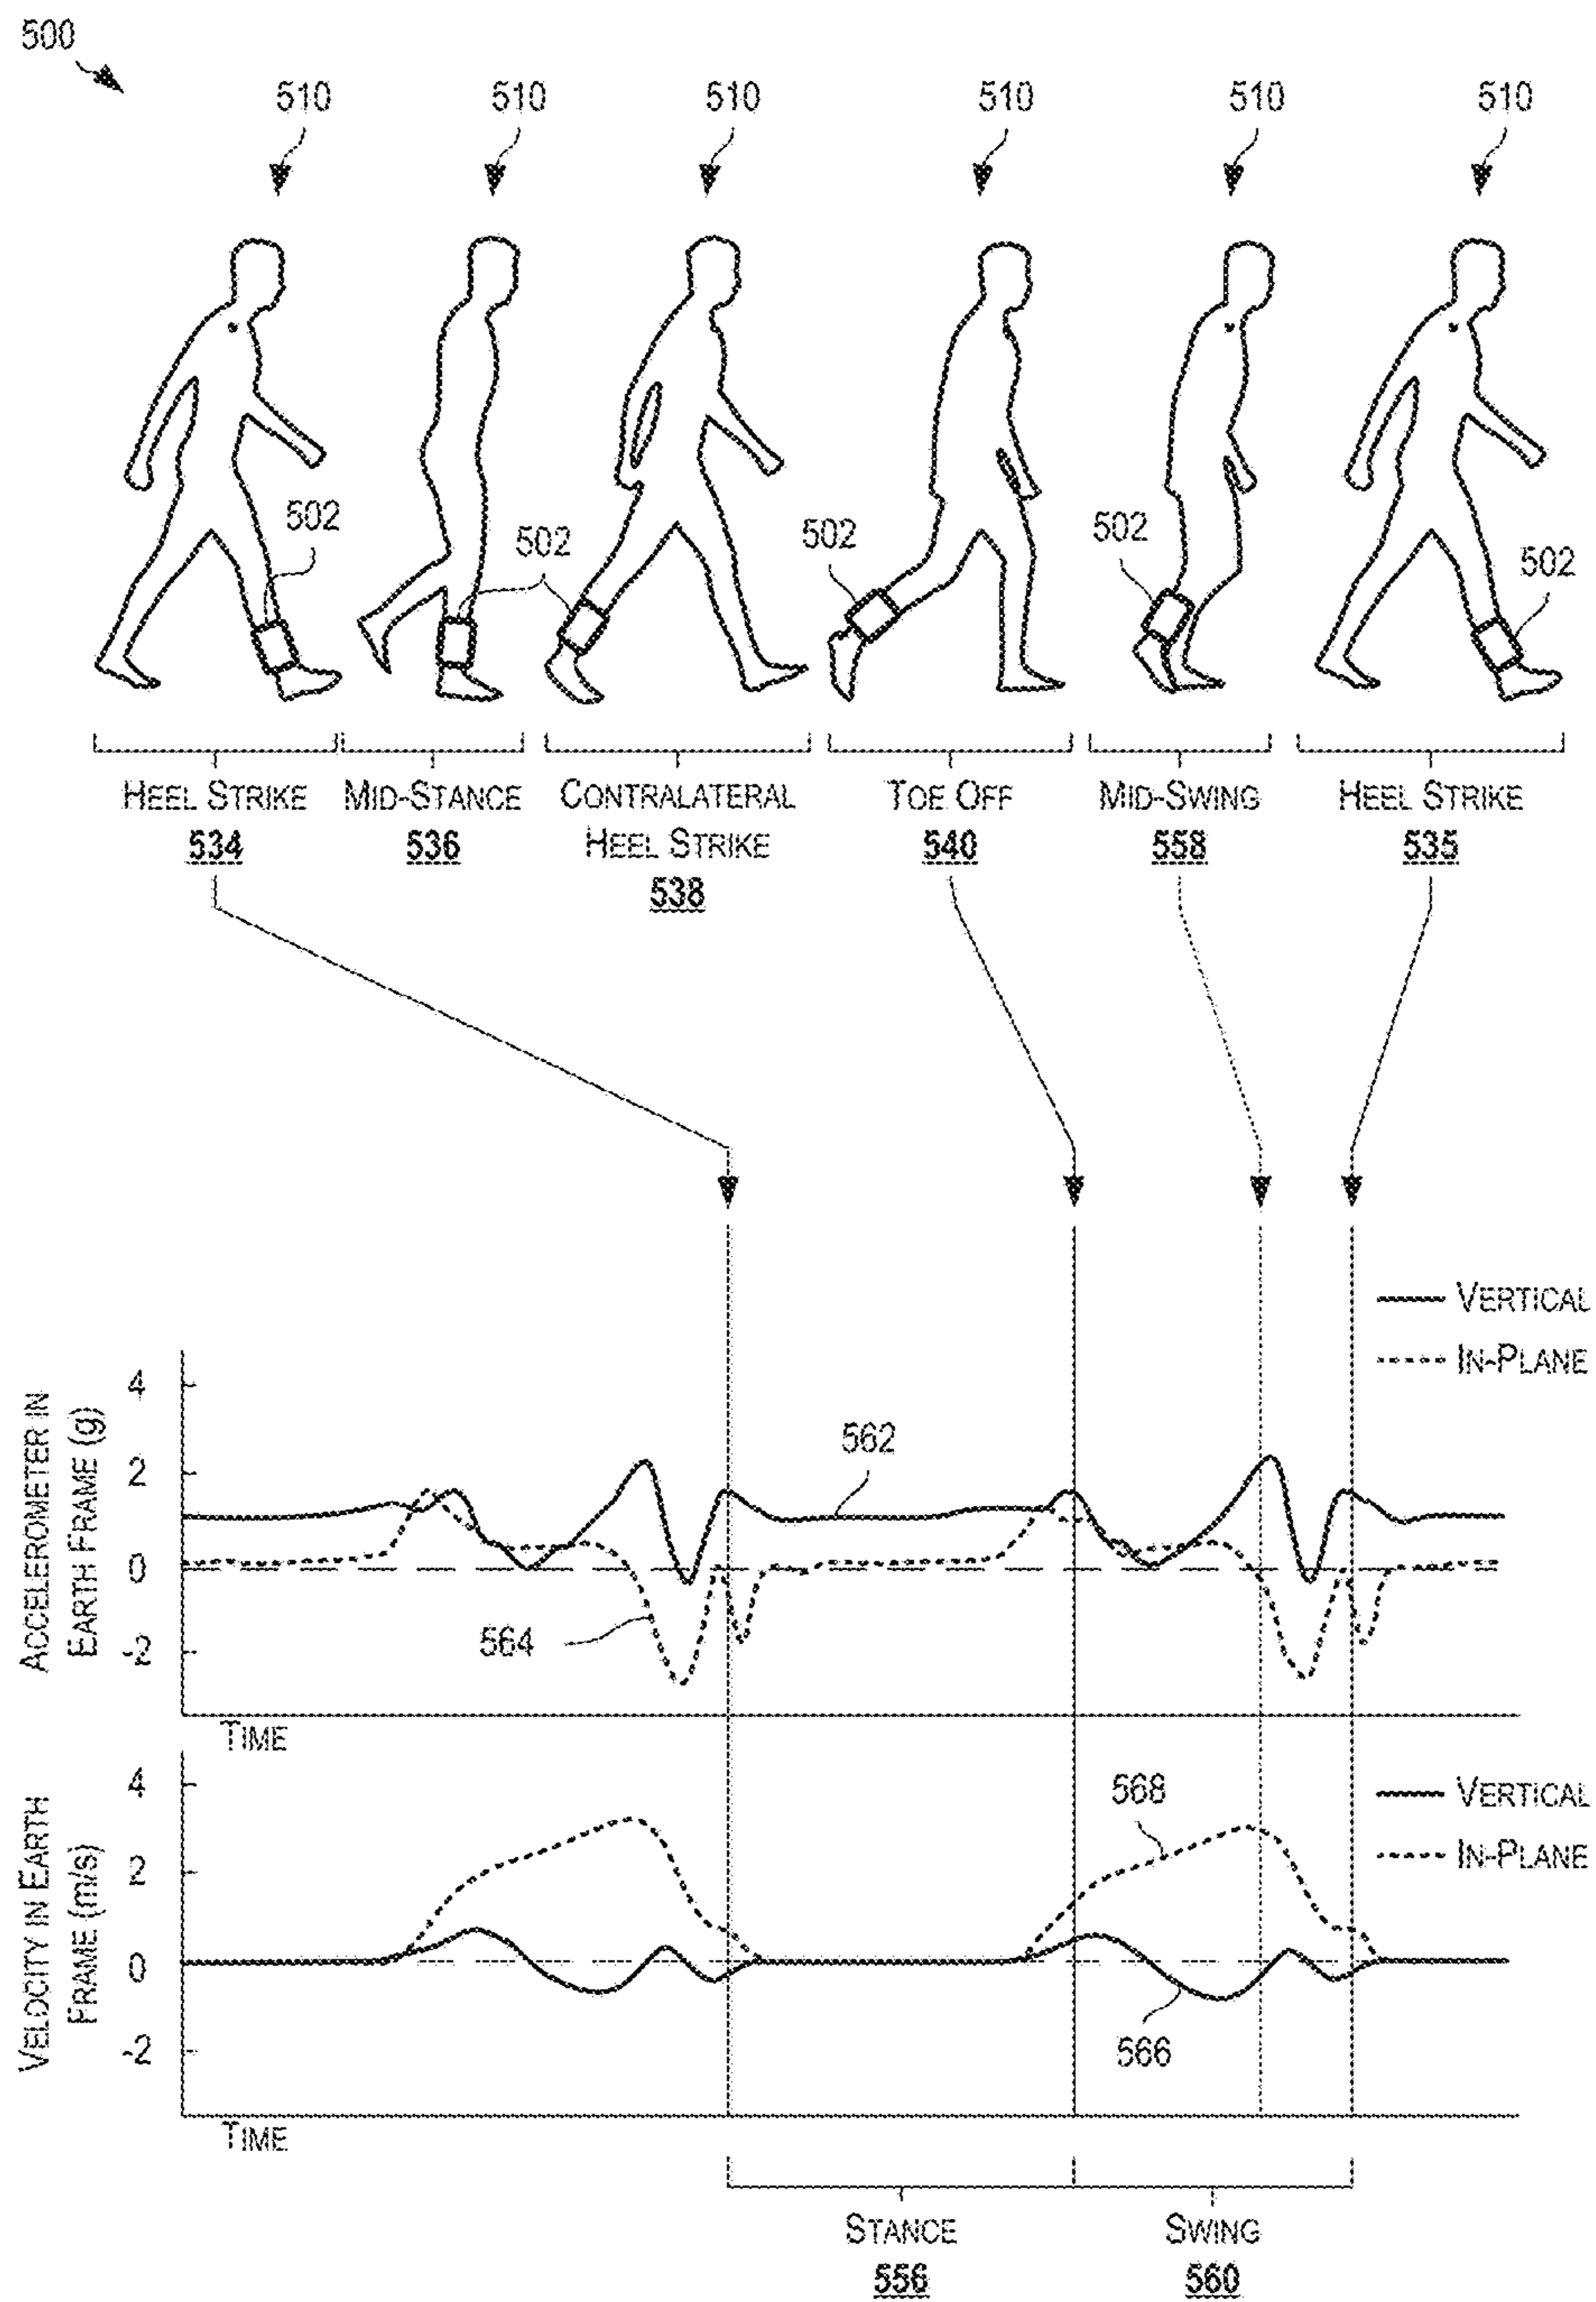 500
510 510 510 510 510 510
502 502 502 502 502
HEEL STRIKE MID-STANCE CONTRALATERAL TOE OFF MID-SWING HEEL STRIKE
534 536 HEEL STRIKE 540 558 535
538
VERTICAL
IN-PLANE
ACCELEROMETER IN
EARTH FRAME (g)
4
2
0
-2
562
564
TIME
VELOCITY IN EARTH
FRAME (m/s)
4
2
0
-2
568
VERTICAL
IN-PLANE
566
TIME
STANCE SWING
556 560